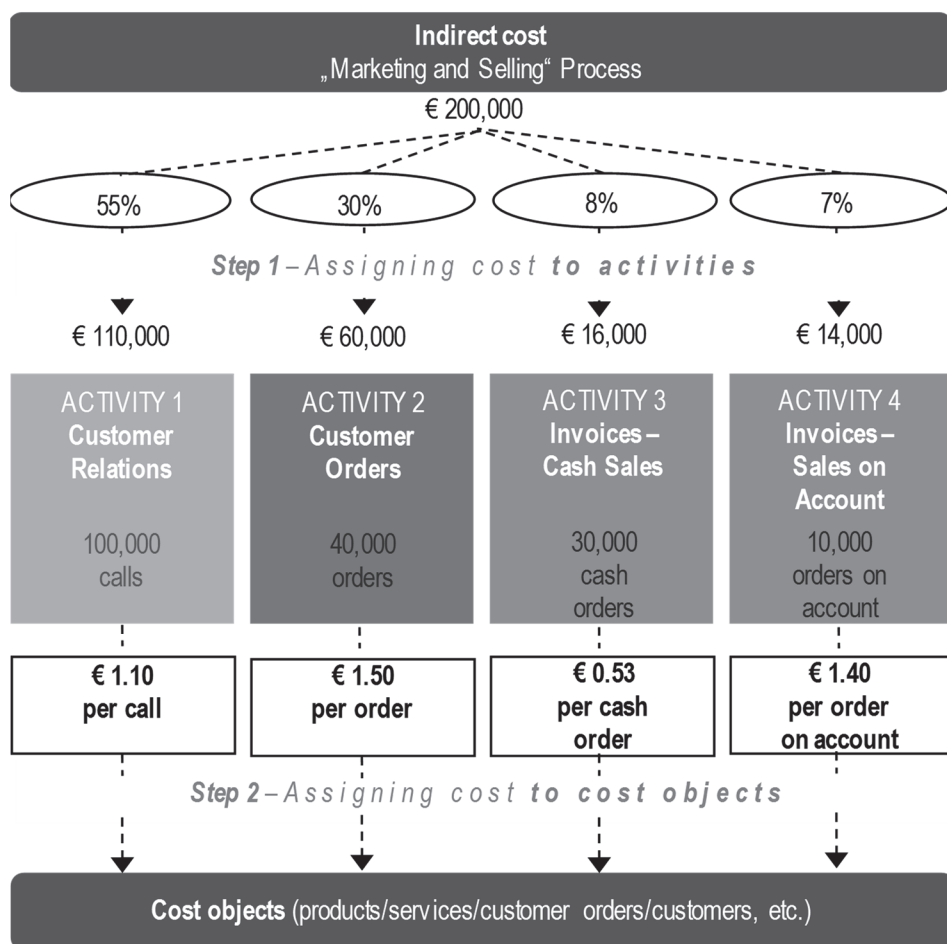 Indirect cost
„Marketing and Selling“ Process
€ 200,000
55%
30%
8%
7%
Step 1 – Assigning cost to activities
€ 110,000
€ 60,000
€ 16,000
€ 14,000
ACTIVITY 1
Customer
Relations
100,000
calls
ACTIVITY 2
Customer
Orders
40,000
orders
ACTIVITY 3
Invoices –
Cash Sales
30,000
cash
orders
ACTIVITY 4
Invoices –
Sales on
Account
10,000
orders on
account
€ 1.10
per call
€ 1.50
per order
€ 0.53
per cash
order
€ 1.40
per order
on account
Step 2 – Assigning cost to cost objects
Cost objects (products/services/customer orders/customers, etc.)